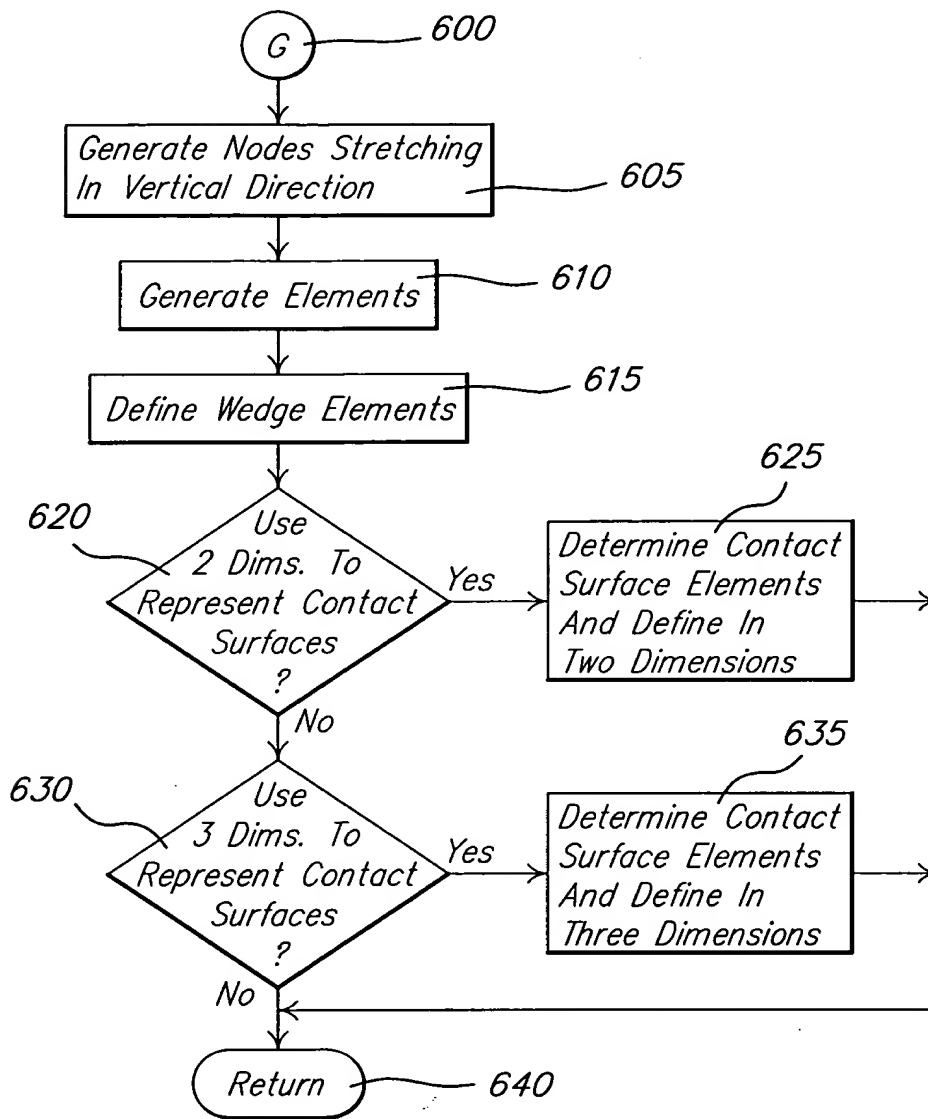 G
600
Generate Nodes Stretching
In Vertical Direction
605
Generate Elements
610
Define Wedge Elements
615
620
Use
2 Dims. To
Represent Contact
Surfaces
?
Yes
No
625
Determine Contact
Surface Elements
And Define In
Two Dimensions
630
Use
3 Dims. To
Represent Contact
Surfaces
?
Yes
No
635
Determine Contact
Surface Elements
And Define In
Three Dimensions
Return
640